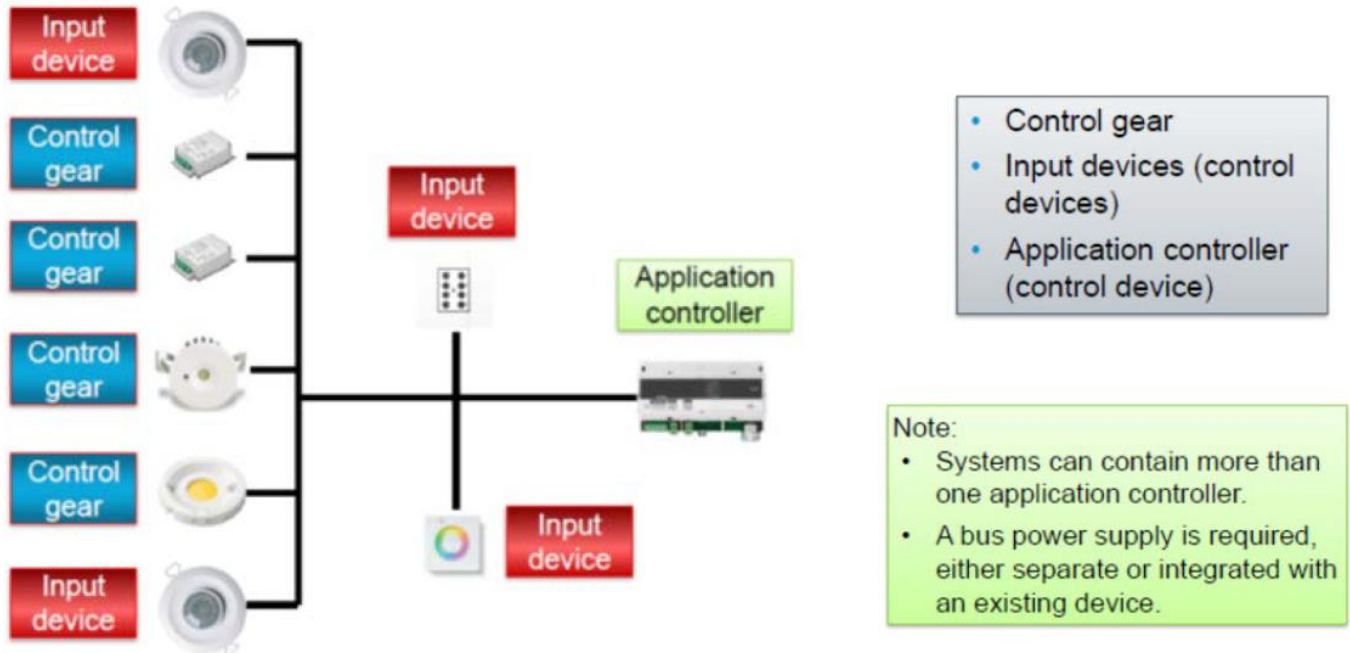 Input
device
Control
gear
Control
gear
Control
gear
Control
gear
Input
device
Input
device
Application
controller
Input
device
• Control gear
• Input devices (control
devices)
• Application controller
(control device)
Note:
• Systems can contain more than
one application controller.
• A bus power supply is required,
either separate or integrated with
an existing device.